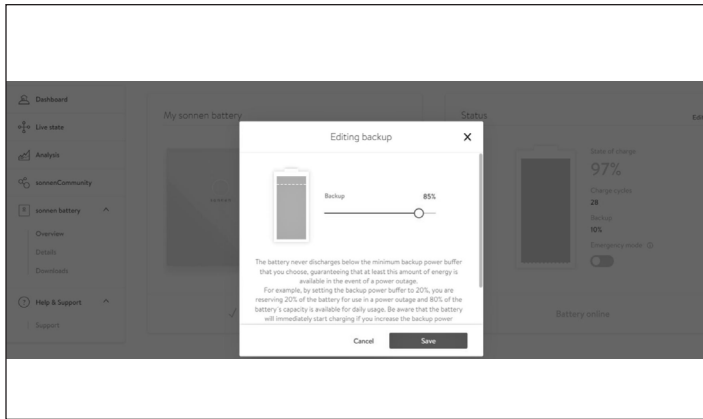 Dashboard
Live state
Analysis
sonnenCommunity
sonnen battery
Overview
Details
Downloads
Help & Support
Support
My sonnen battery
Status
Edit
State of charge
97%
Charge cycles
28
Backup
10%
Emergency mode
Battery online
Editing backup
X
Backup 85%
The battery never discharges below the minimum backup power buffer
that you choose, guaranteeing that at least this amount of energy is
available in the event of a power outage.
For example, by setting the backup power buffer to 20%, you are
reserving 20% of the battery for use in a power outage and 80% of the
battery's capacity is available for daily usage. Be aware that the battery
will immediately start charging if you increase the backup power
Cancel Save